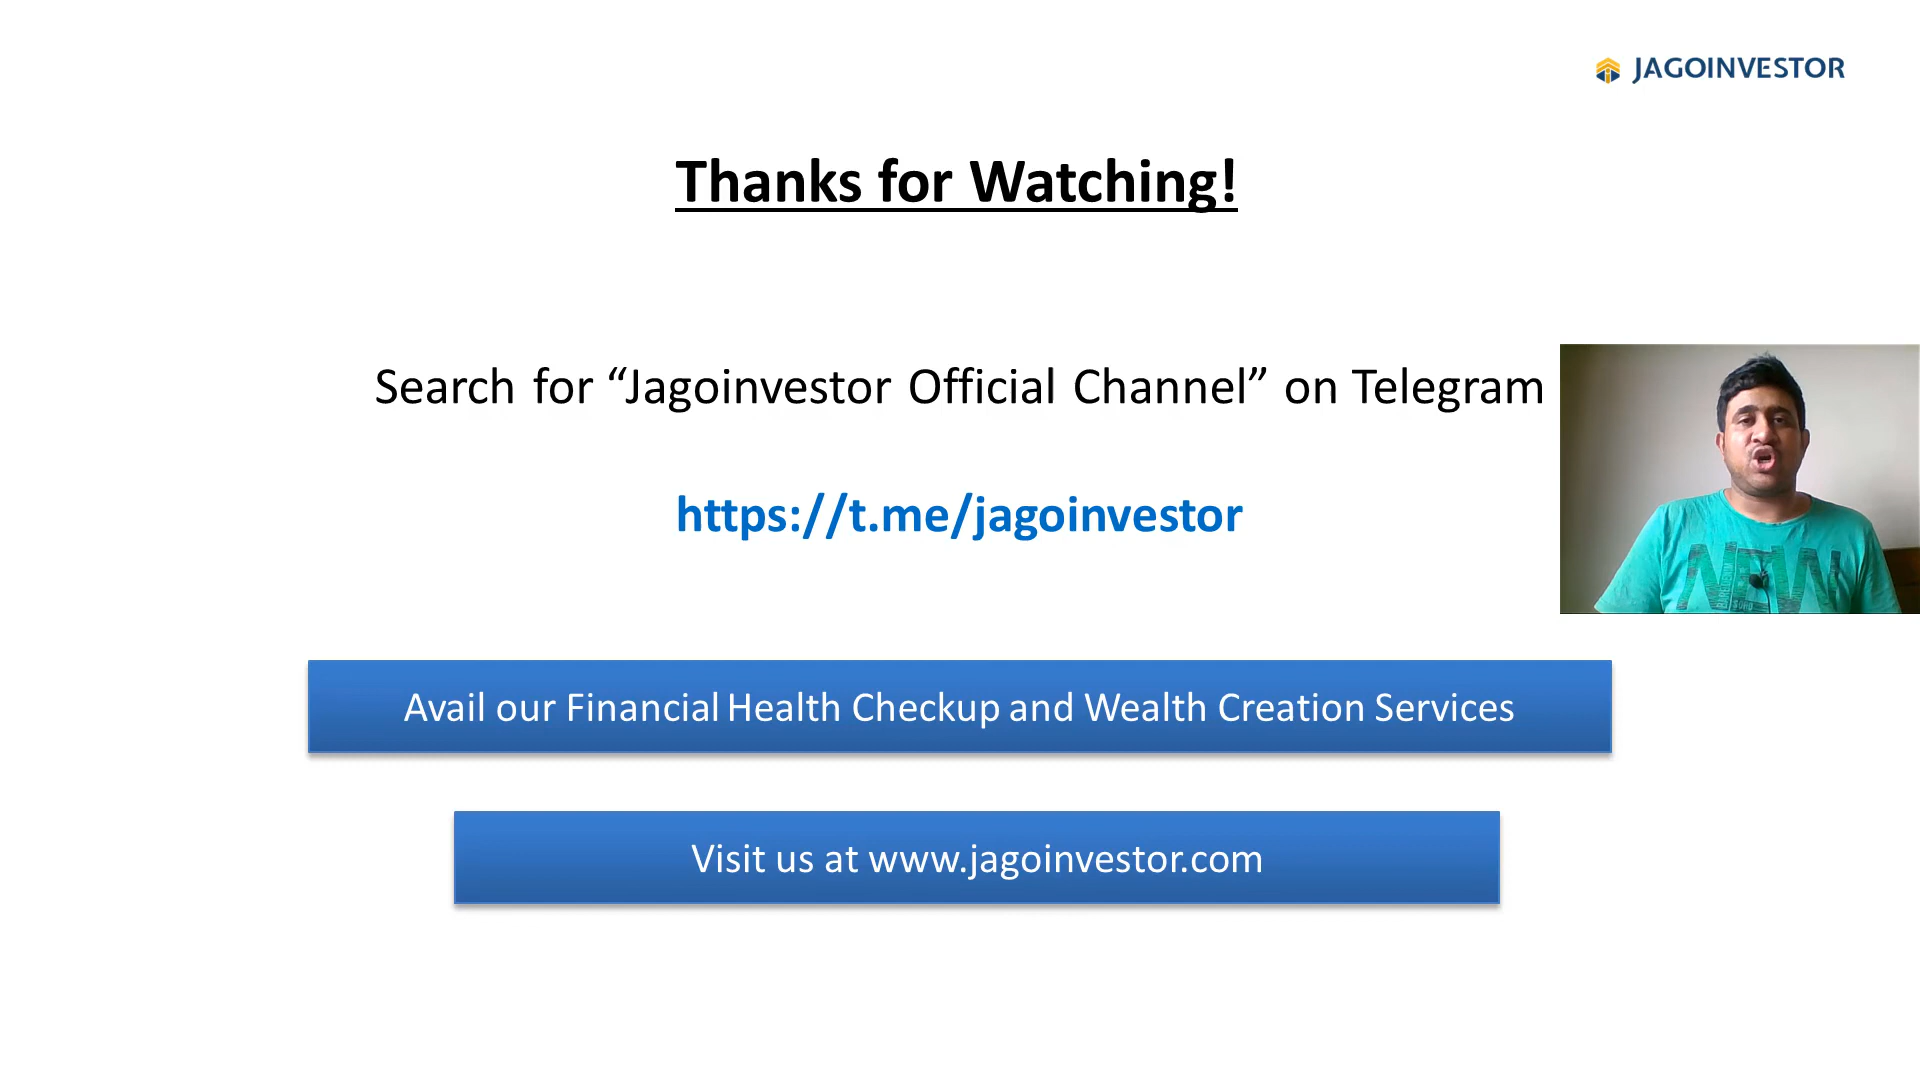 JAGOINVESTOR
Thanks for Watching!
Search for “Jagoinvestor Official Channel” on Telegram
https://t.me/jagoinvestor
NEW
Avail our Financial Health Checkup and Wealth Creation Services
Visit us at www.jagoinvestor.com